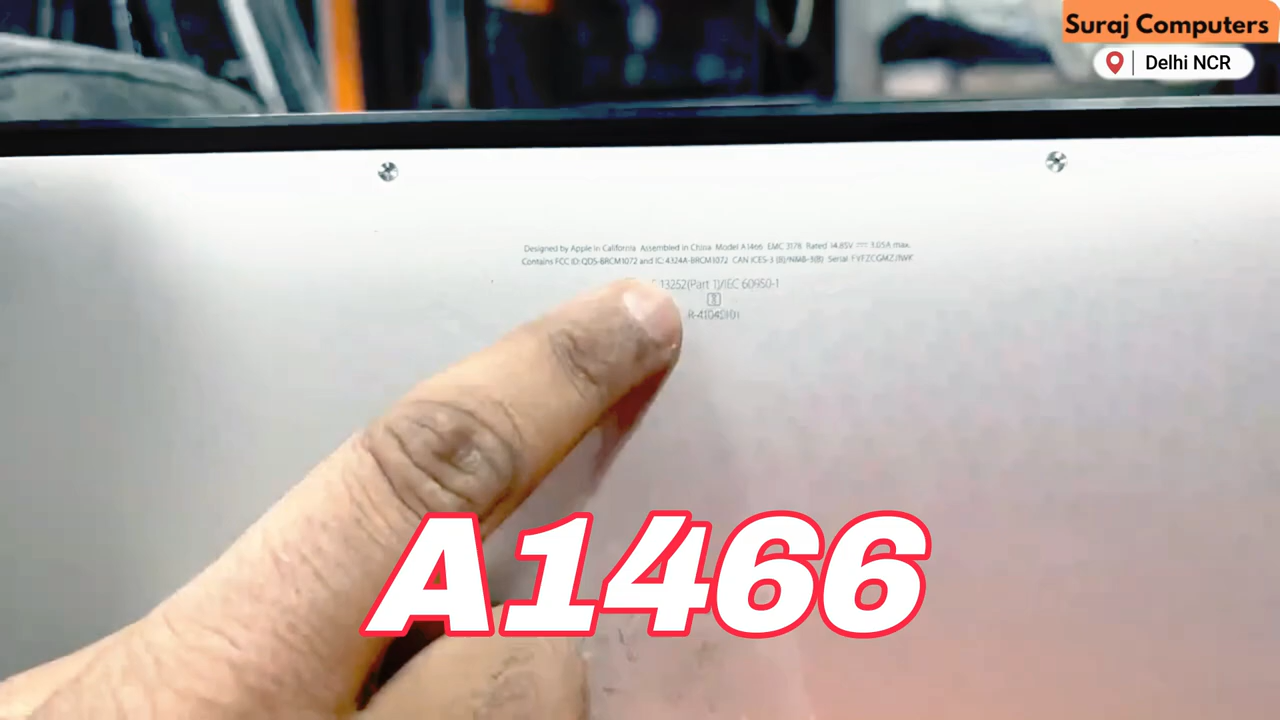 Suraj Computers
Delhi NCR
Designed by Apple in California Assembled in China Model A1466 EMC 3178 Rated 14.85V 3.05A max.
Contains FCC ID: QDS-BRCM1072 and IC: 4324A-BRCM1072 CAN ICES-3 (B)/NMB-3(B) Serial
13252(Part 1)/IEC 60950-1
A1466